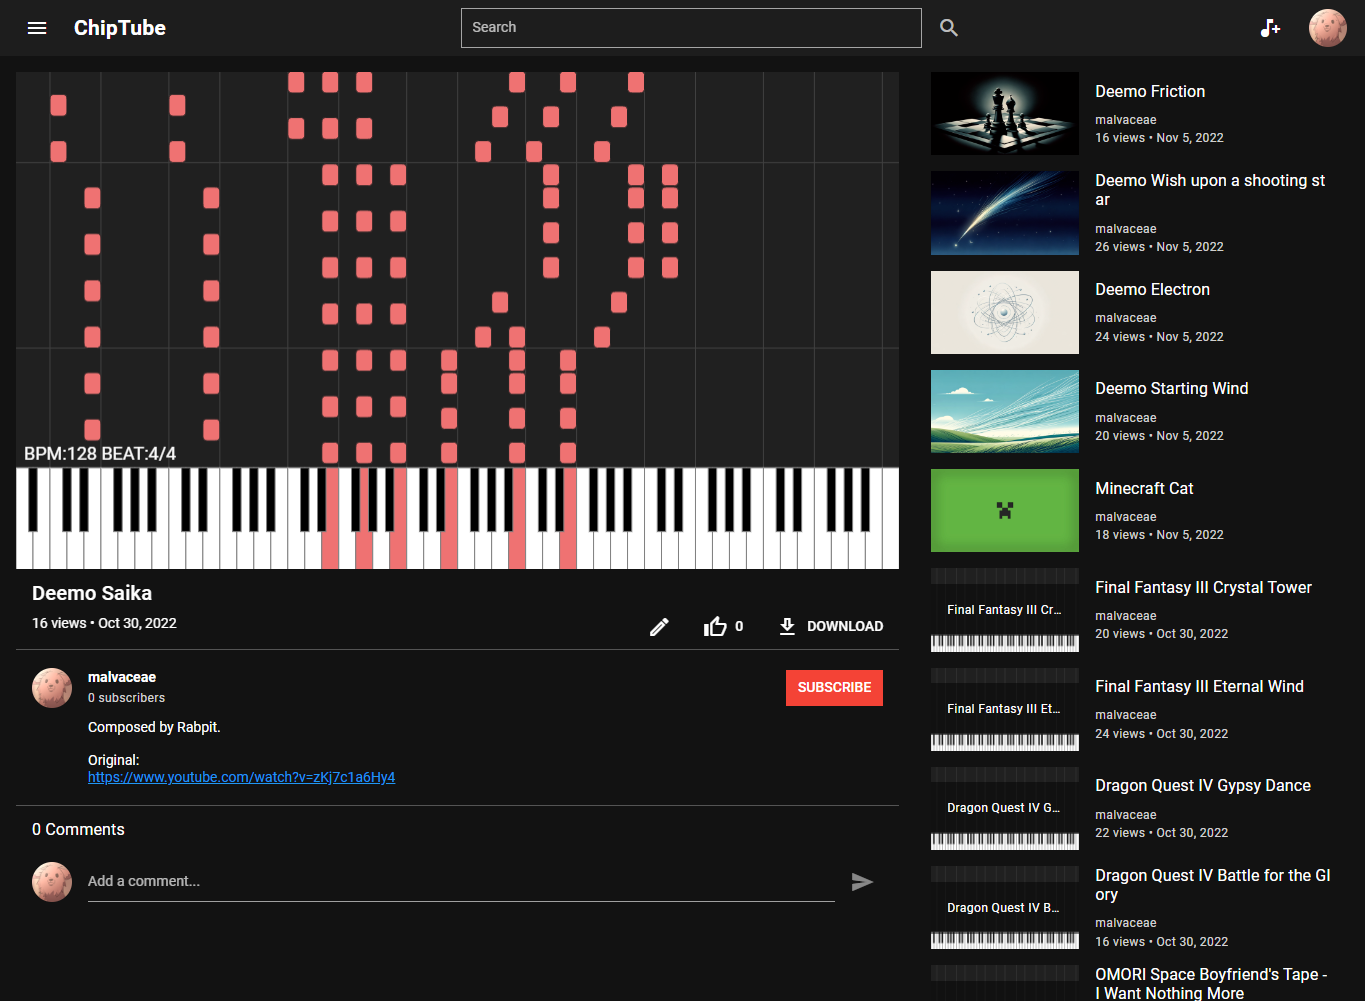 ChipTube
Search
BPM:128 BEAT:4/4
Deemo Saika
16 views • Oct 30, 2022
0
DOWNLOAD
malvaceae
0 subscribers
SUBSCRIBE
Composed by Rabpit.
Original:
https://www.youtube.com/watch?v=zKj7c1a6Hy4
0 Comments
Add a comment...
Deemo Friction
malvaceae
16 views • Nov 5, 2022
Deemo Wish upon a shooting st
ar
malvaceae
26 views • Nov 5, 2022
Deemo Electron
malvaceae
24 views • Nov 5, 2022
Deemo Starting Wind
malvaceae
20 views • Nov 5, 2022
Minecraft Cat
malvaceae
18 views • Nov 5, 2022
Final Fantasy III Cr...
Final Fantasy III Crystal Tower
malvaceae
20 views • Oct 30, 2022
Final Fantasy III Et...
Final Fantasy III Eternal Wind
malvaceae
24 views • Oct 30, 2022
Dragon Quest IV G...
Dragon Quest IV Gypsy Dance
malvaceae
22 views • Oct 30, 2022
Dragon Quest IV B...
Dragon Quest IV Battle for the Gl
ory
malvaceae
16 views • Oct 30, 2022
OMORI Space Boyfriend's Tape -
I Want Nothing More